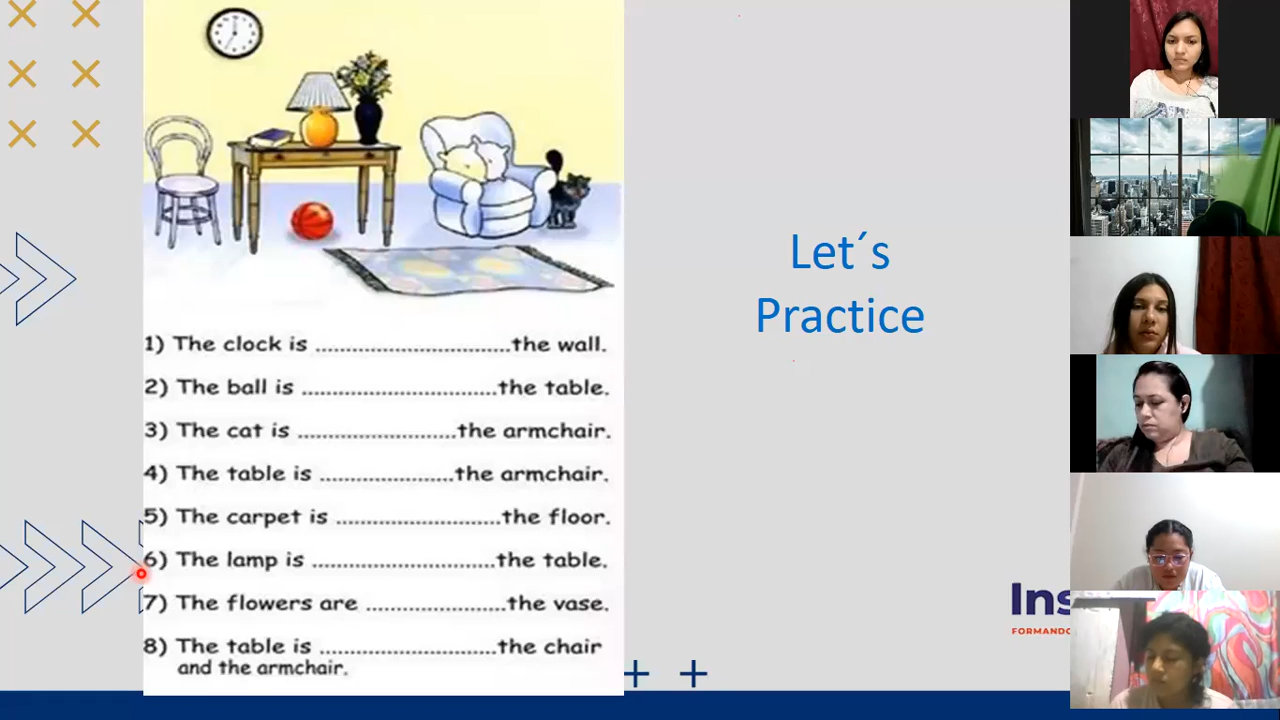 1) The clock is ........................................the wall.
2) The ball is ........................................the table.
3) The cat is ................................the armchair.
4) The table is ...........................the armchair.
5) The carpet is .................................the floor.
6) The lamp is .....................................the table.
7) The flowers are ............................the vase.
8) The table is ...................................the chair
and the armchair.
Let´s
Practice
Ins
FORMANDO